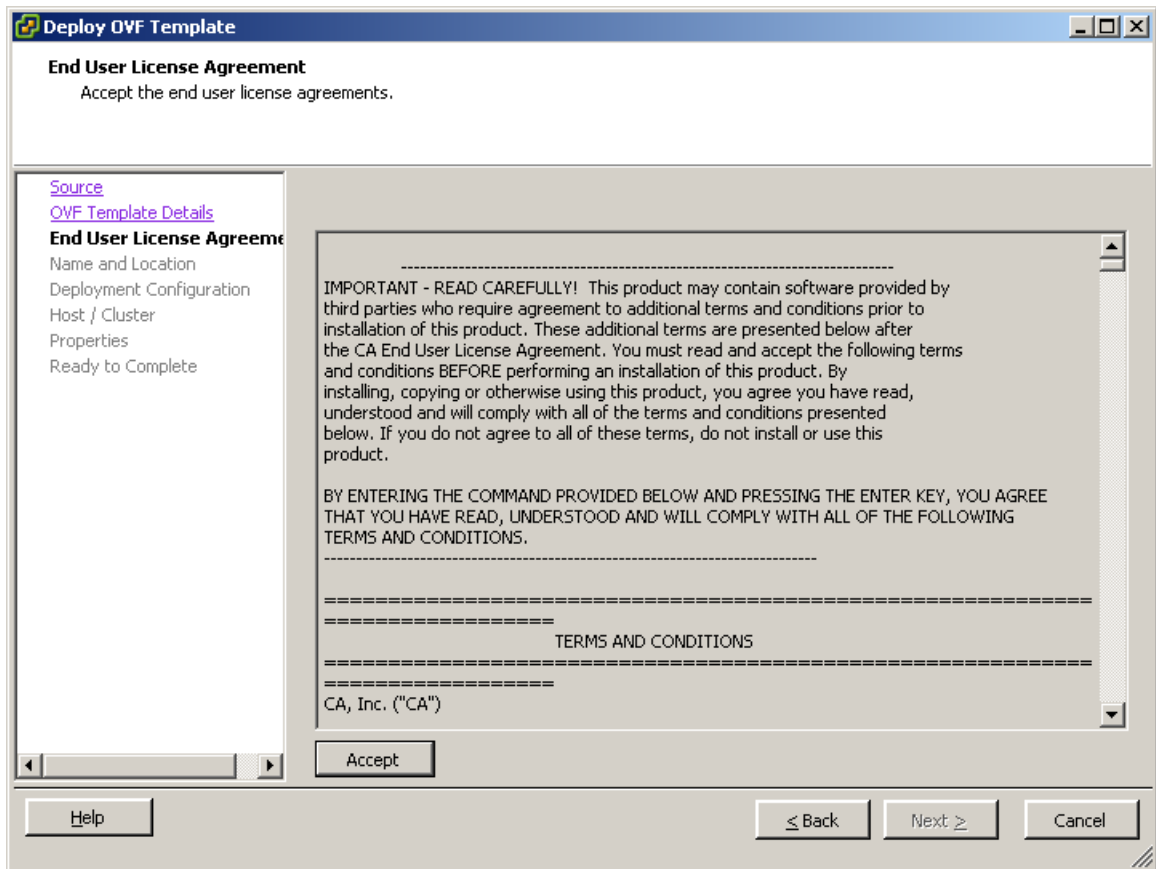 Deploy OVF Template
End User License Agreement
Accept the end user license agreements.
Source
OVF Template Details
End User License Agreeme
Name and Location
Deployment Configuration
Host / Cluster
Properties
Ready to Complete
--------------------------------------------------------------------------------
IMPORTANT - READ CAREFULLY!  This product may contain software provided by
third parties who require agreement to additional terms and conditions prior to
installation of this product. These additional terms are presented below after
the CA End User License Agreement. You must read and accept the following terms
and conditions BEFORE performing an installation of this product. By
installing, copying or otherwise using this product, you agree you have read,
understood and will comply with all of the terms and conditions presented
below. If you do not agree to all of these terms, do not install or use this
product.
BY ENTERING THE COMMAND PROVIDED BELOW AND PRESSING THE ENTER KEY, YOU AGREE
THAT YOU HAVE READ, UNDERSTOOD AND WILL COMPLY WITH ALL OF THE FOLLOWING
TERMS AND CONDITIONS.
--------------------------------------------------------------------------------
============================================================
==================
TERMS AND CONDITIONS
============================================================
==================
CA, Inc. ("CA")
Accept
Help
< Back
Next >
Cancel